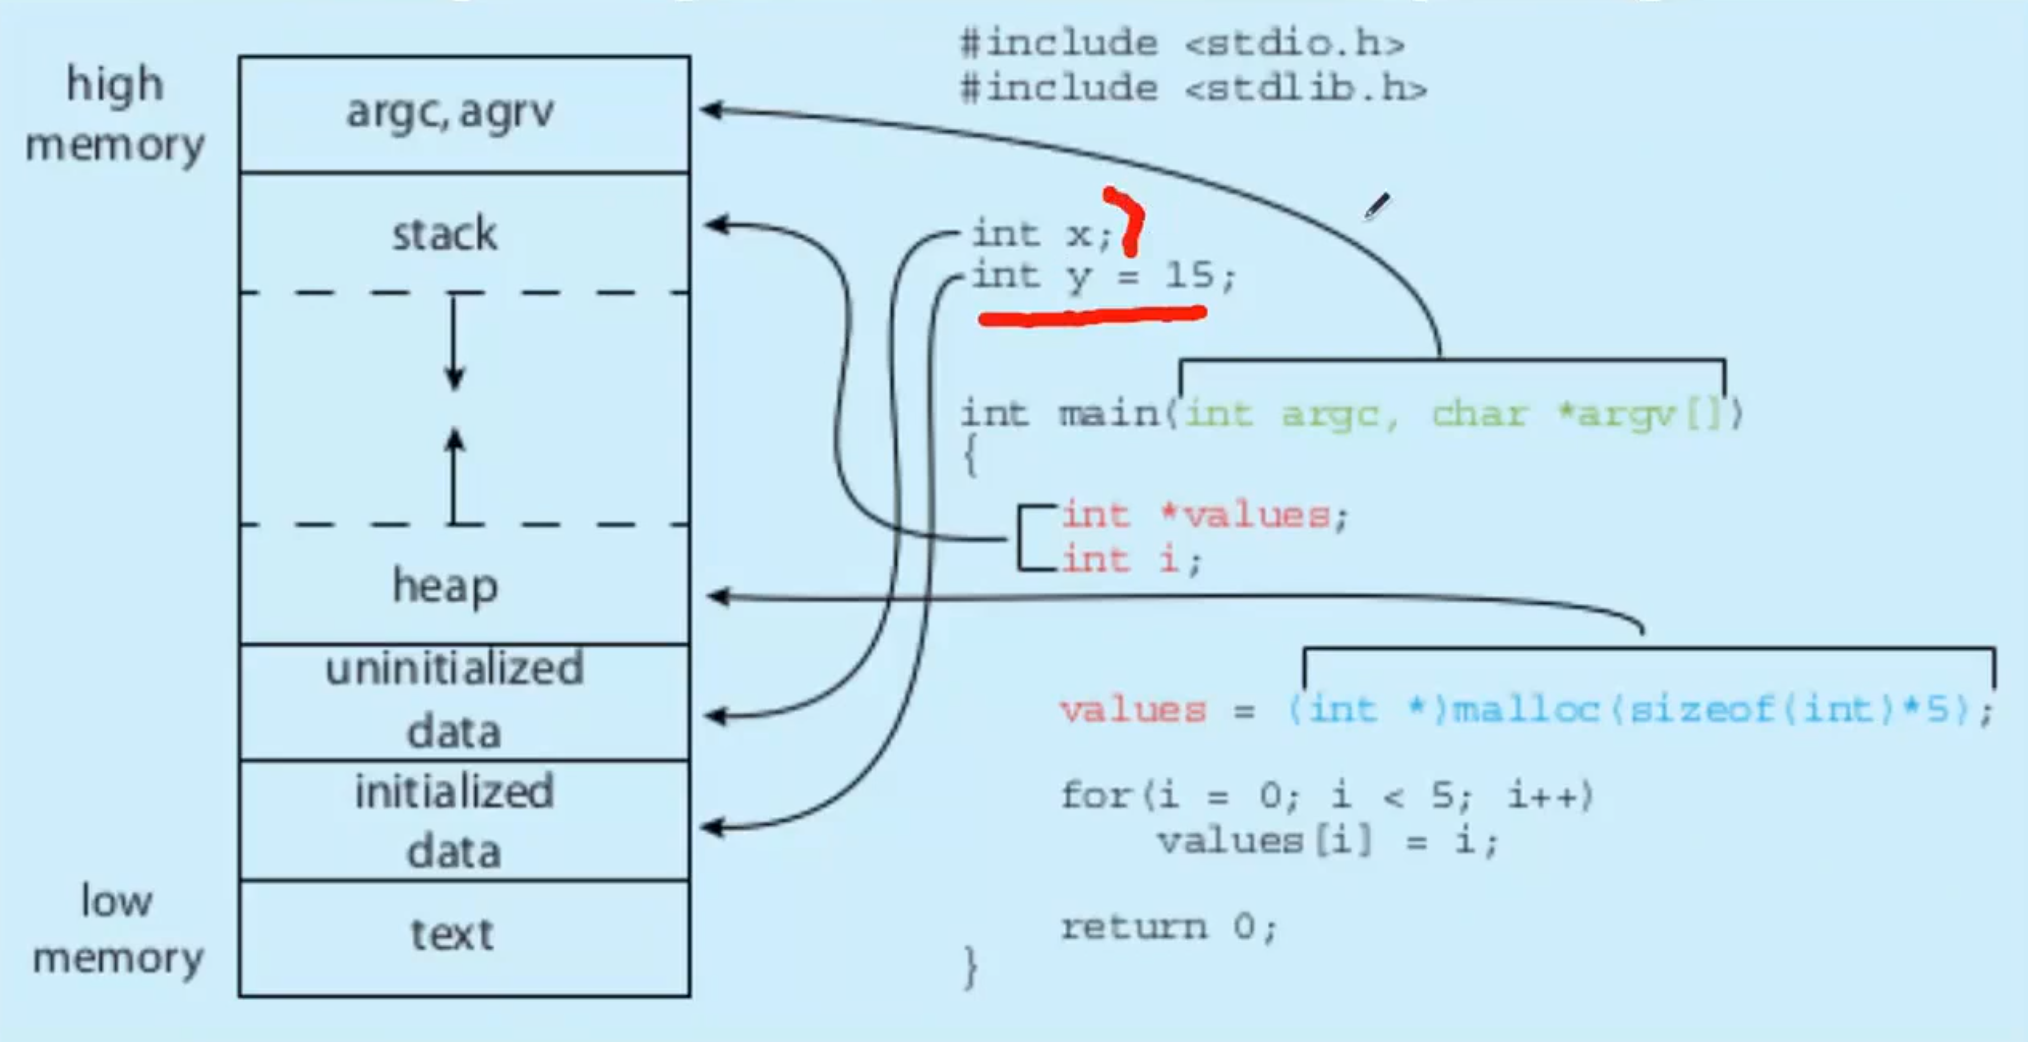 high
memory
argc, agrv
stack
heap
uninitialized
data
initialized
data
low
memory
text
#include <stdio.h>
#include <stdlib.h>
int x;
int y = 15;
int main(int argc, char *argv[])
{
int *values;
int i;
values = (int *)malloc(sizeof(int)*5);
for(i = 0; i < 5; i++)
values[i] = i;
return 0;
}